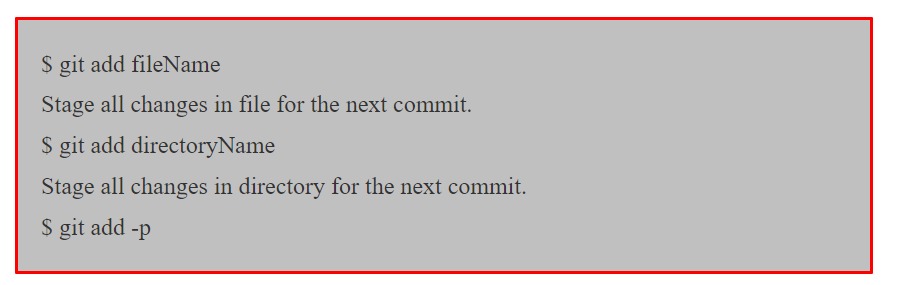 $ git add fileName
Stage all changes in file for the next commit.
$ git add directoryName
Stage all changes in directory for the next commit.
$ git add -p